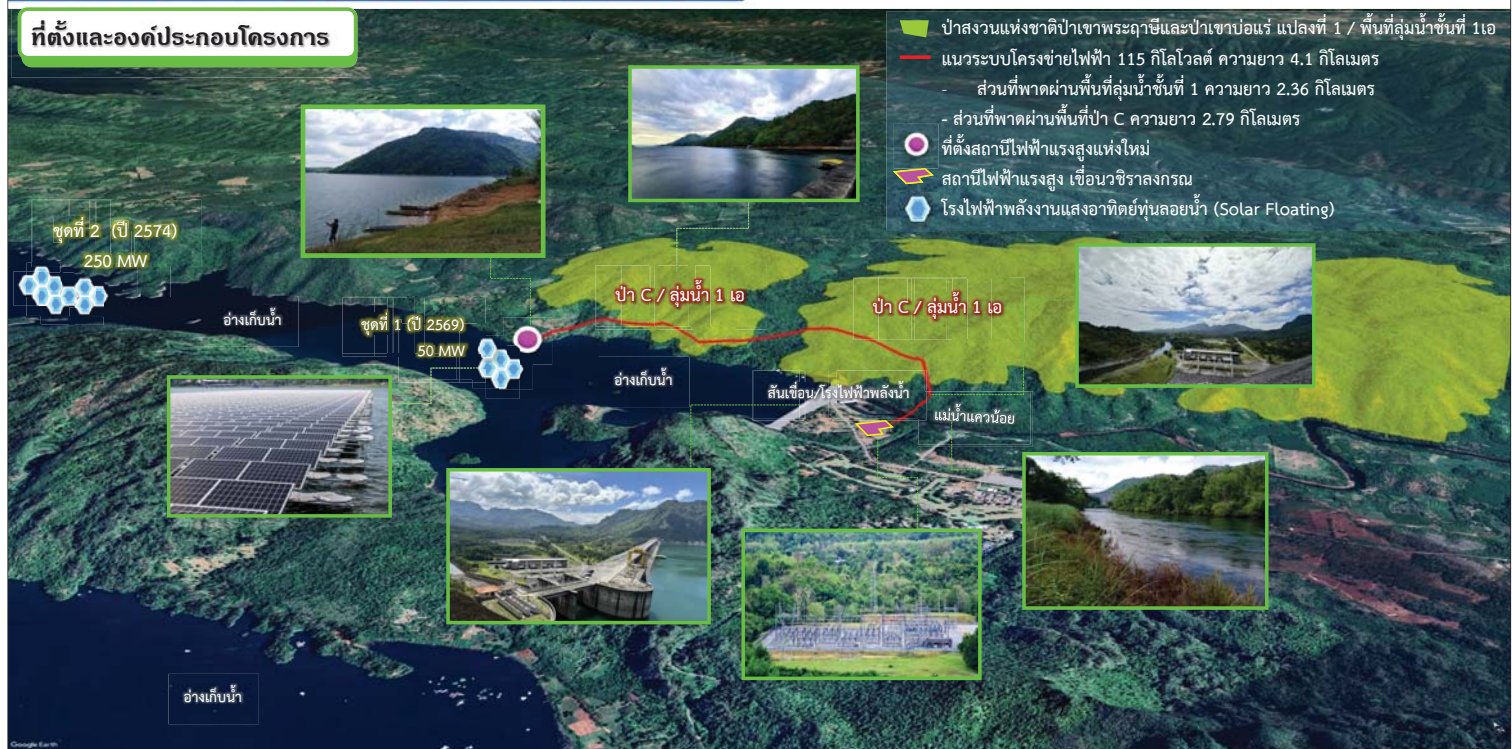 ที่ตั้งและองค์ประกอบโครงการ
ป่าสงวนแห่งชาติป่าเขาพระฤาษีและป่าเขาบ่อแร่ แปลงที่ 1 / พื้นที่ลุ่มน้ำชั้นที่ 1เอ
แนวระบบโครงข่ายไฟฟ้า 115 กิโลโวลต์ ความยาว 4.1 กิโลเมตร
- ส่วนที่พาดผ่านพื้นที่ลุ่มน้ำชั้นที่ 1 ความยาว 2.36 กิโลเมตร
- ส่วนที่พาดผ่านพื้นที่ป่า C ความยาว 2.79 กิโลเมตร
ที่ตั้งสถานีไฟฟ้าแรงสูงแห่งใหม่
สถานีไฟฟ้าแรงสูง เขื่อนวชิราลงกรณ
โรงไฟฟ้าพลังงานแสงอาทิตย์ทุ่นลอยน้ำ (Solar Floating)
ชุดที่ 2 (ปี 2574)
250 MW
อ่างเก็บน้ำ
ชุดที่ 1 (ปี 2569)
50 MW
ป่า C / ลุ่มน้ำ 1 เอ
ป่า C / ลุ่มน้ำ 1 เอ
อ่างเก็บน้ำ
สันเขื่อน/โรงไฟฟ้าพลังน้ำ
แม่น้ำแควน้อย
อ่างเก็บน้ำ
Google Earth